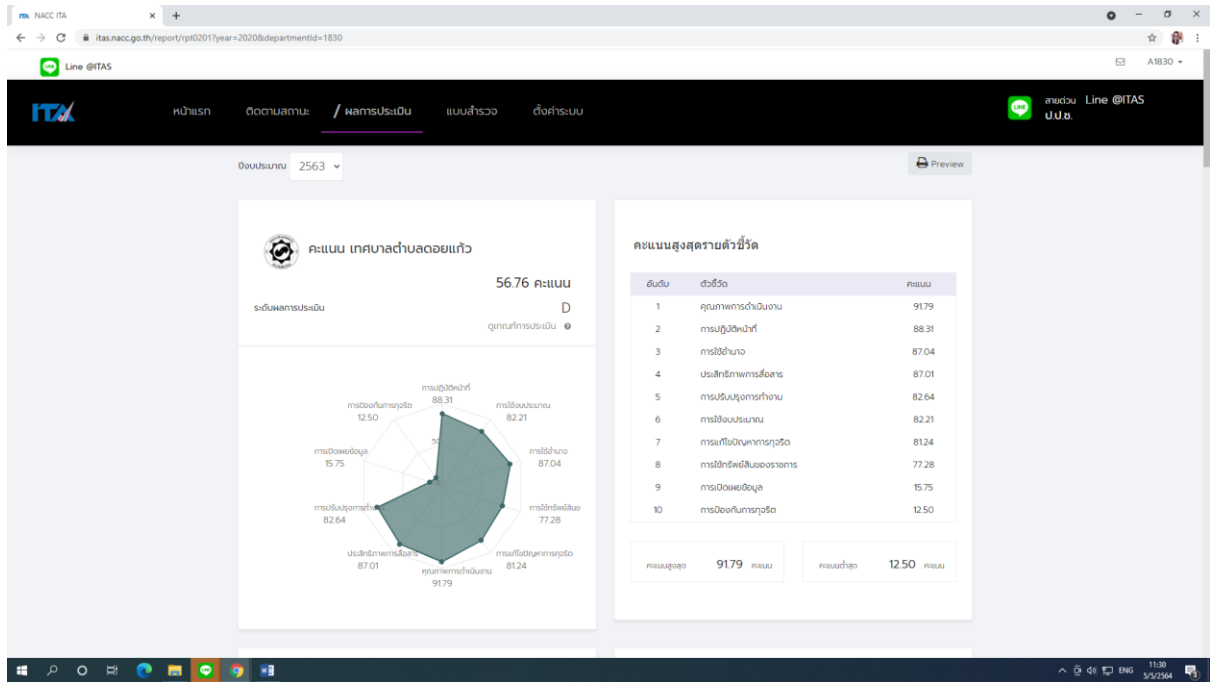 NACC ITA
itas.nacc.go.th/report/rpt0201?year=2020&departmentId=1830
Line @ITAS
A1830
ITA
หน้าแรก
ติดตามสถานะ
/ ผลการประเมิน
แบบสำรวจ
ตั้งค่าระบบ
LINE
สายด่วน Line @ITAS
ป.ป.ช.
ปีงบประมาณ 2563
Preview
คะแนน เทศบาลตำบลดอยแก้ว
56.76 คะแนน
ระดับผลการประเมิน D
ดูเกณฑ์การประเมิน
การปฏิบัติหน้าที่
88.31
การป้องกันการทุจริต
12.50
การใช้งบประมาณ
82.21
การเปิดเผยข้อมูล
15.75
50
การใช้อำนาจ
87.04
การปรับปรุงการทำงาน
82.64
0
การใช้ทรัพย์สินข
77.28
ประสิทธิภาพการสื่อสาร
87.01
การแก้ไขปัญหาการทุจริต
81.24
คุณภาพการดำเนินงาน
91.79
คะแนนสูงสุดรายตัวชี้วัด
อันดับ ตัวชี้วัด คะแนน
1 คุณภาพการดำเนินงาน 91.79
2 การปฏิบัติหน้าที่ 88.31
3 การใช้อำนาจ 87.04
4 ประสิทธิภาพการสื่อสาร 87.01
5 การปรับปรุงการทำงาน 82.64
6 การใช้งบประมาณ 82.21
7 การแก้ไขปัญหาการทุจริต 81.24
8 การใช้ทรัพย์สินของราชการ 77.28
9 การเปิดเผยข้อมูล 15.75
10 การป้องกันการทุจริต 12.50
คะแนนสูงสุด 91.79 คะแนน
คะแนนต่ำสุด 12.50 คะแนน
ENG
11:30
5/5/2564